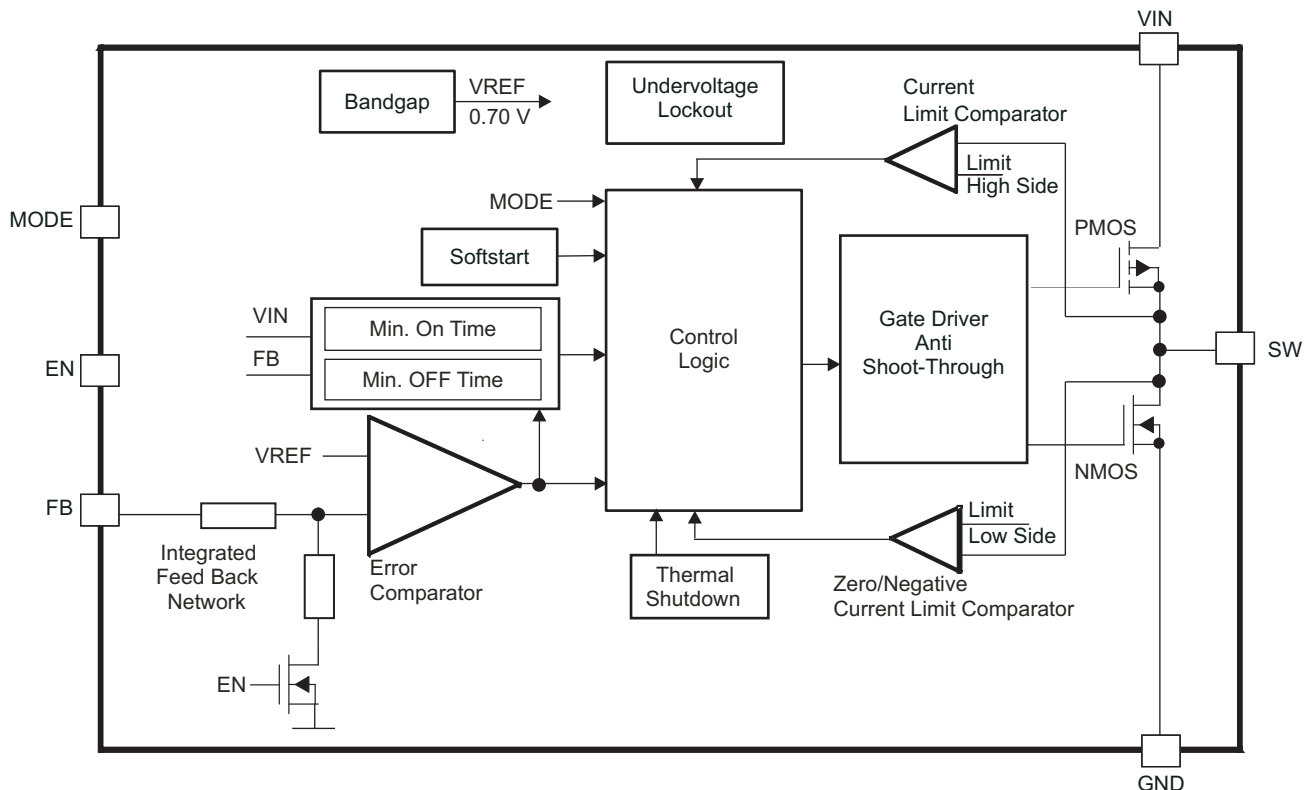 VIN
Bandgap
VREF
0.70 V
Undervoltage
Lockout
Current
Limit Comparator
Limit
High Side
MODE
MODE
PMOS
Softstart
VIN
FB
Min. On Time
Min. OFF Time
Control
Logic
Gate Driver
Anti
Shoot-Through
SW
EN
VREF
NMOS
FB
Integrated
Feed Back
Network
Error
Comparator
Thermal
Shutdown
Limit
Low Side
Zero/Negative
Current Limit Comparator
EN
GND